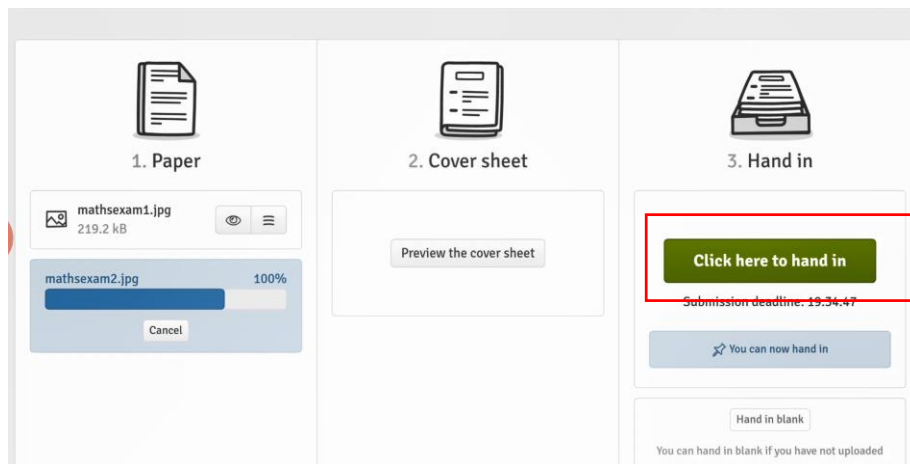 1. Paper
mathsexam1.jpg
219.2 kB
mathsexam2.jpg 100%
Cancel
2. Cover sheet
Preview the cover sheet
3. Hand in
Click here to hand in
Submission deadline: 19:34:47
You can now hand in
Hand in blank
You can hand in blank if you have not uploaded